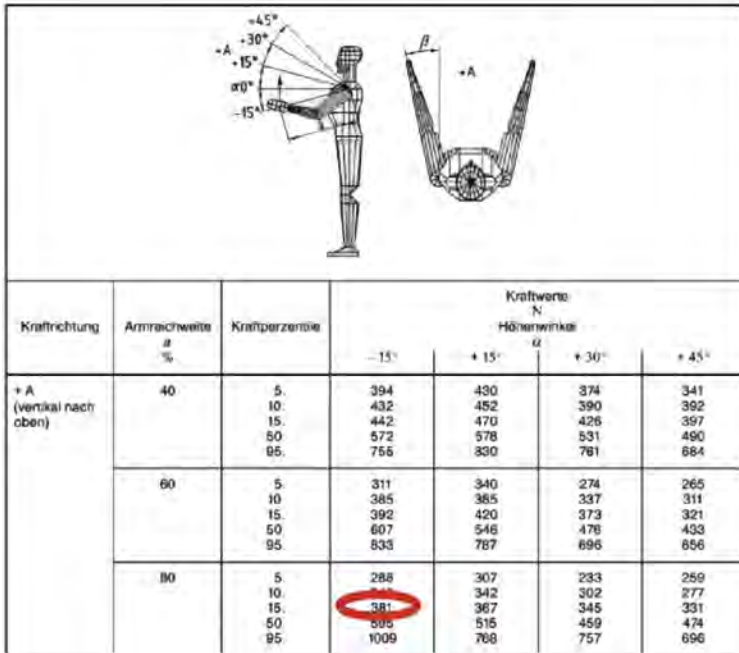 +45°
+30°
+A
+15°
α0°
-15°
β
+A
Kraftrichtung
Armreichweite
a
%
Kraftperzentile
Kraftwerte
N
Höhenwinkel
α
-15° +15° +30° +45°
+ A 40 5. 394 430 374 341
(vertikal nach 10. 432 452 390 392
oben) 15. 442 470 426 397
50 572 578 531 490
95. 755 830 761 684
60 5. 311 340 274 265
10 385 385 337 311
15. 392 420 373 321
50 607 546 476 433
95 833 787 696 656
80 5 288 307 233 259
10. 342 302 277
15. 381 367 345 331
50 515 459 474
95 1009 768 757 696